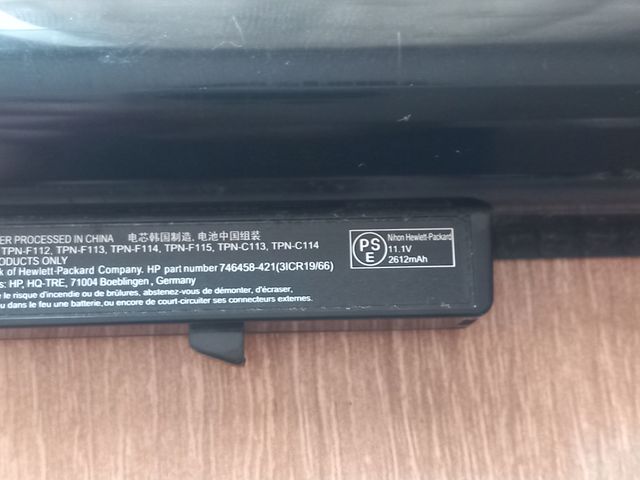 ER PROCESSED IN CHINA 电芯韩国制造, 电池中国组装
TPN-F112, TPN-F113, TPN-F114, TPN-F115, TPN-C113, TPN-C114
PRODUCTS ONLY
k of Hewlett-Packard Company. HP part number 746458-421(3ICR19/66)
s: HP, HQ-TRE, 71004 Boeblingen , Germany
e le risque d'incendie ou de brûlures, abstenez-vous de démonter, d'écraser,
u dans le feu une batterie,ou encore de court-circuiter ses connecteurs externes.
PS
E
Nihon Hewlett-Packard
11.1V
2612mAh